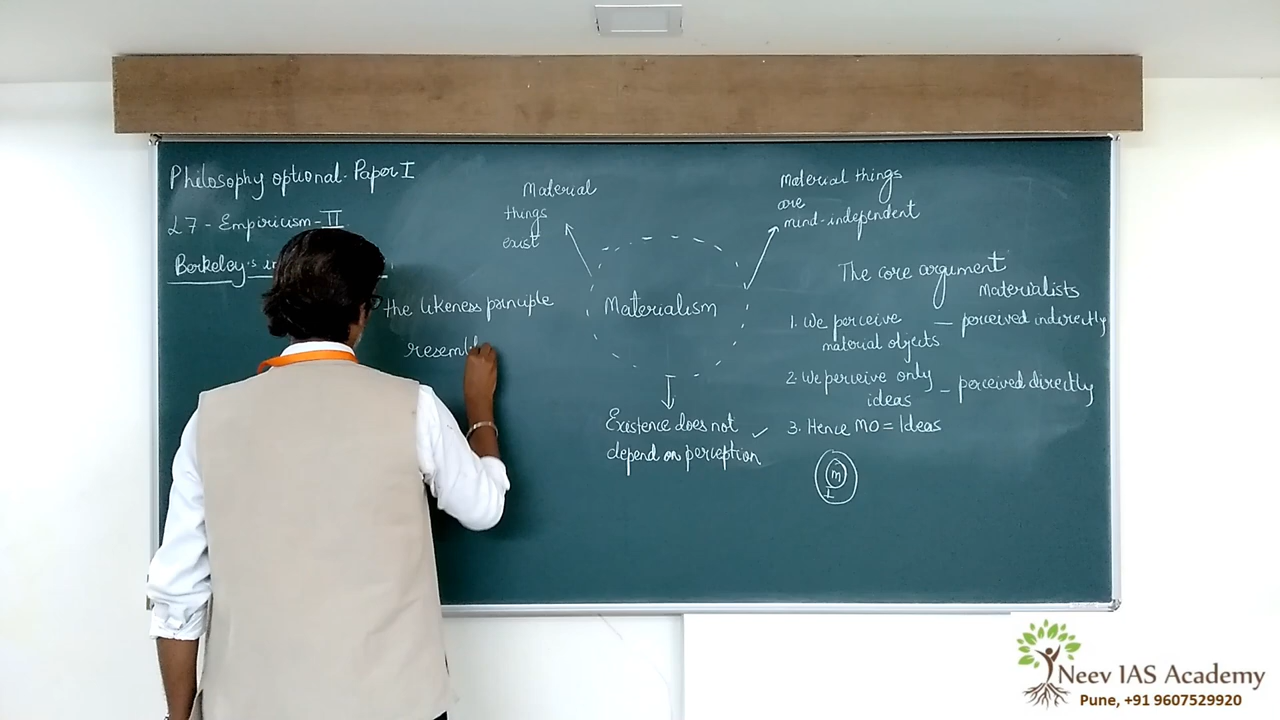 Philosophy optional - Paper I
L7 - Empiricism - II
Berkeley's
the likeness principle
resembl
Material
things
exist
Materialism
Existence does not
depend on perception ✓
Material things
are
mind-independent
The core argument
Materialists
1. We perceive — perceived indirectly
material objects
2. We perceive only – perceived directly
ideas
3. Hence MO = Ideas
M
I
Neev IAS Academy
Pune, +91 9607529920